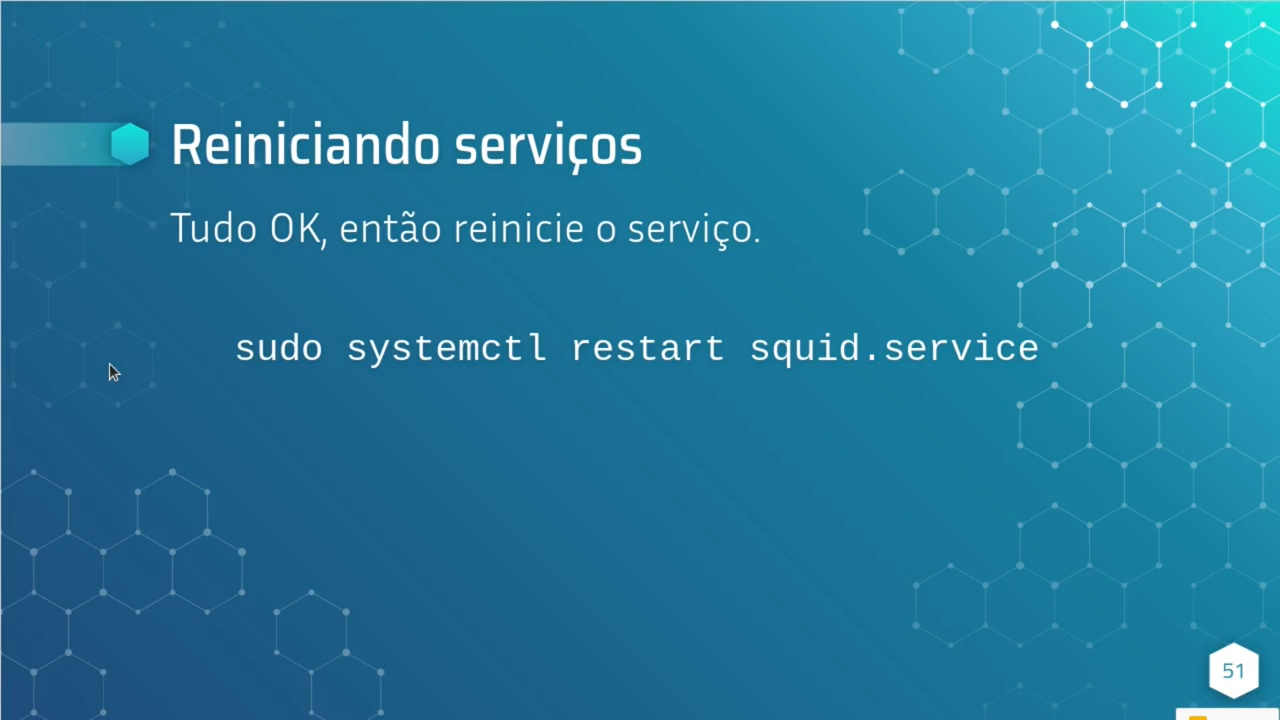 Reiniciando serviços
Tudo OK, então reinicie o serviço.
sudo systemctl restart squid.service
51